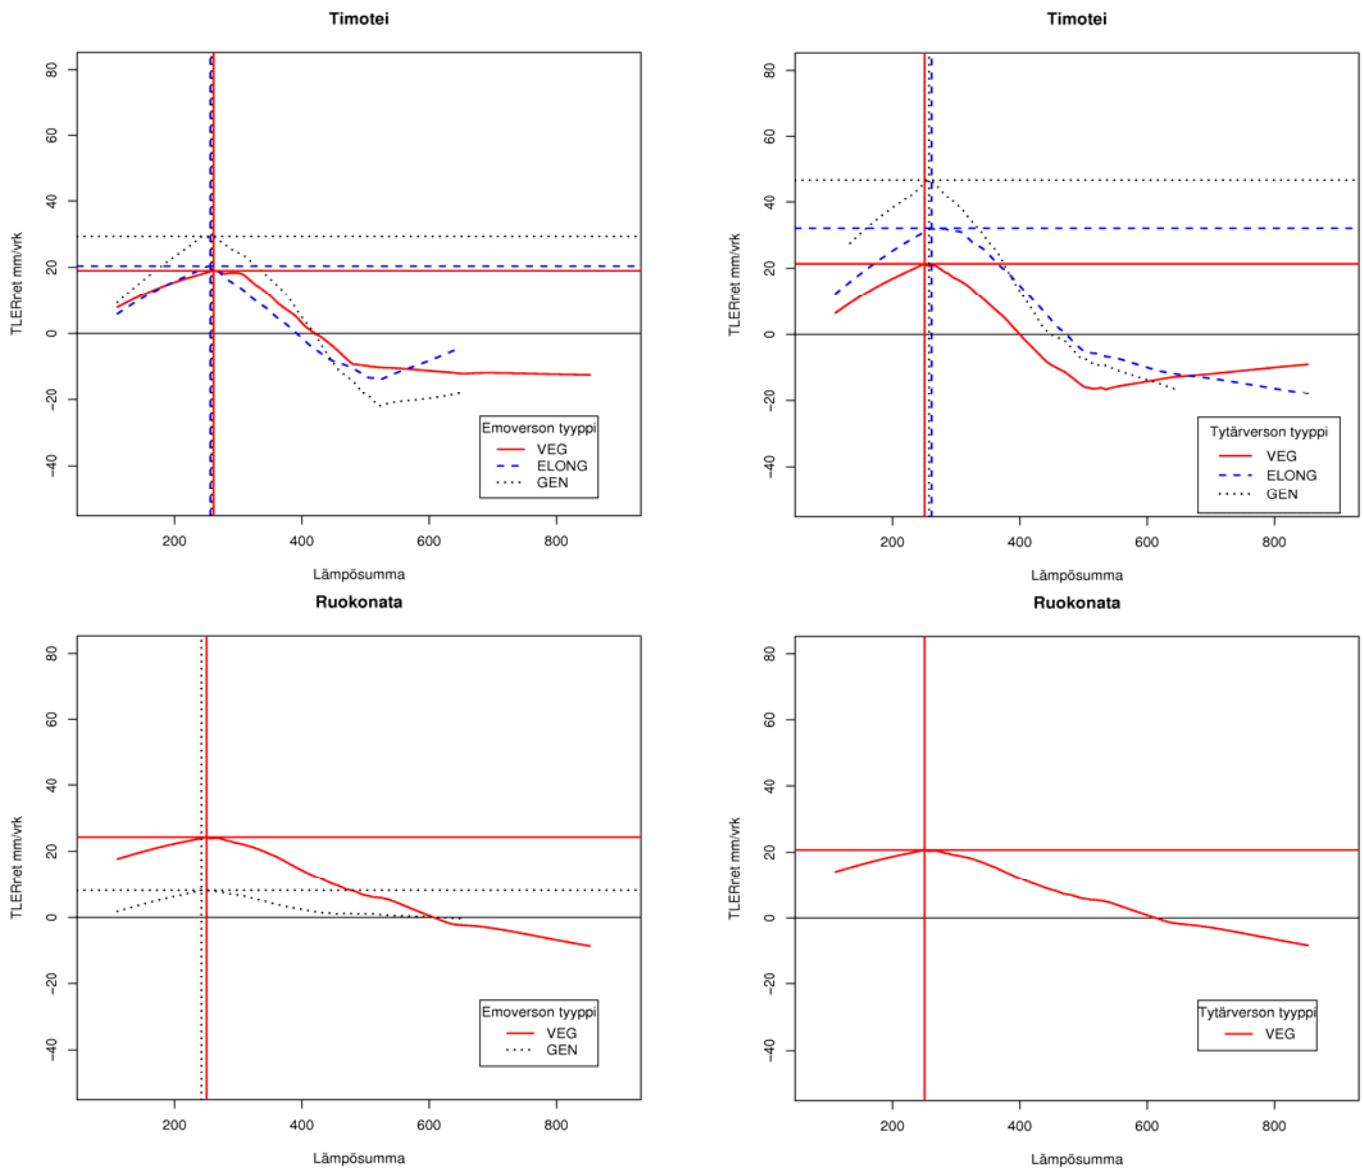 Timotei
TLERnet mm/vrk
80
60
40
20
0
−20
−40
Emoverson tyyppi
VEG
ELONG
GEN
200 400 600 800
Lämpösumma
Timotei
TLERnet mm/vrk
80
60
40
20
0
−20
−40
Tytärverson tyyppi
VEG
ELONG
GEN
200 400 600 800
Lämpösumma
Ruokonata
TLERnet mm/vrk
80
60
40
20
0
−20
−40
Emoverson tyyppi
VEG
GEN
200 400 600 800
Lämpösumma
Ruokonata
TLERnet mm/vrk
80
60
40
20
0
−20
−40
Tytärverson tyyppi
VEG
200 400 600 800
Lämpösumma